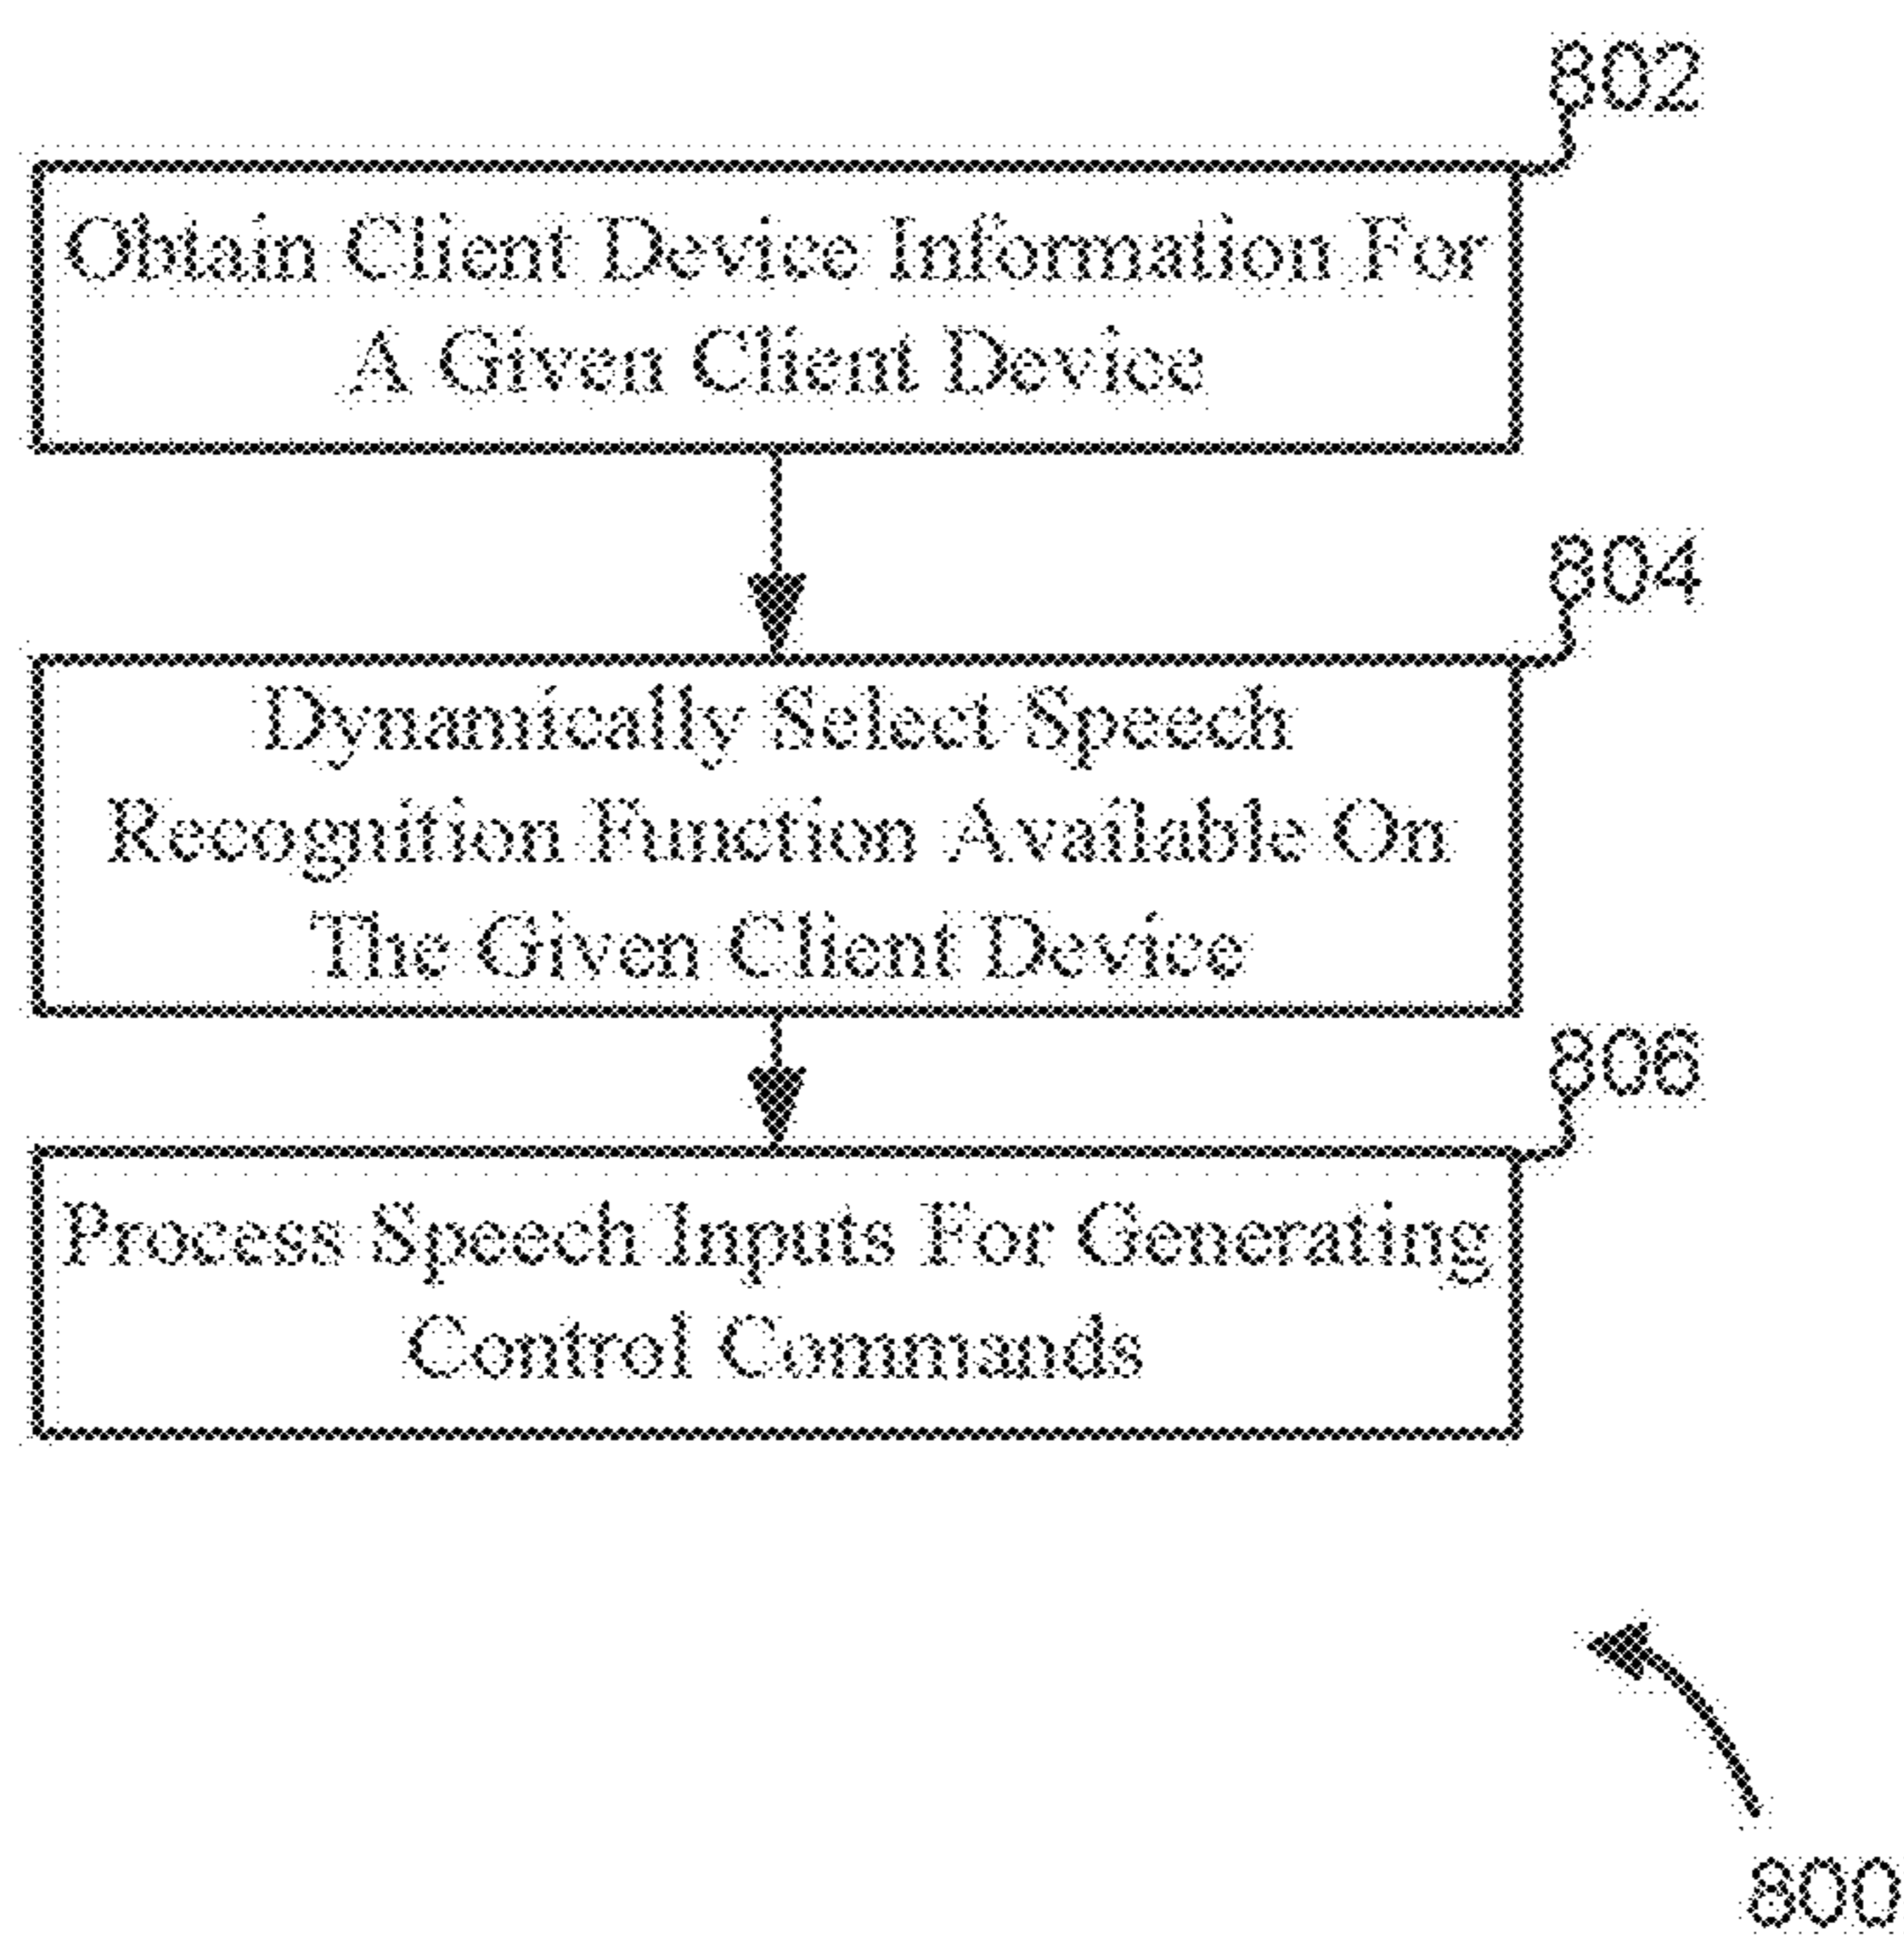 802
Obtain Client Device Information For
A Given Client Device
804
Dynamically Select Speech
Recognition Function Available On
The Given Client Device
806
Process Speech Inputs For Generating
Control Commands
800